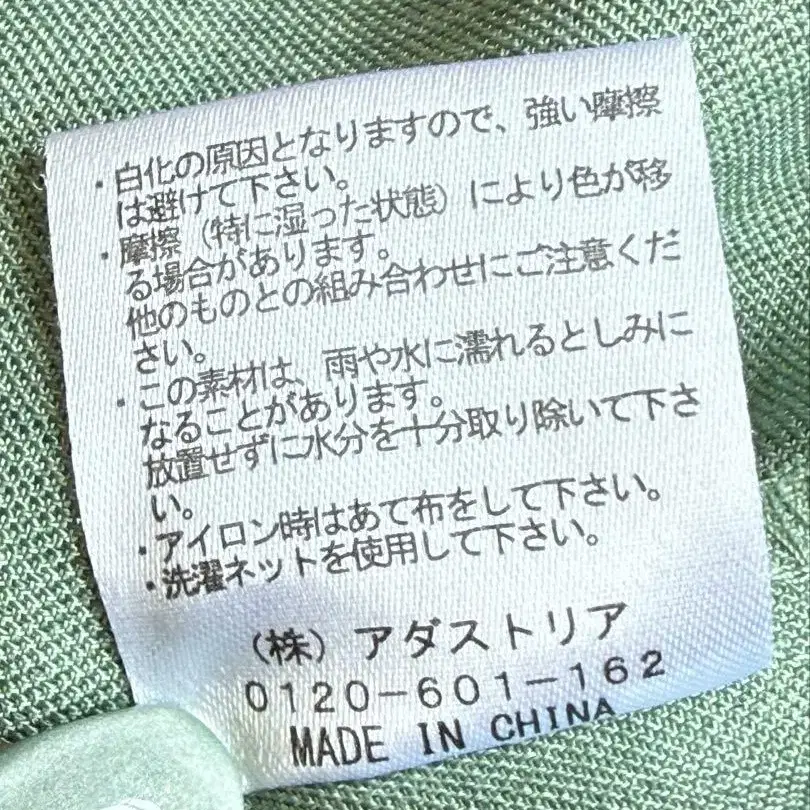 ・白化の原因となりますので、強い摩擦
は避けて下さい。
・摩擦（特に湿った状態）により色が移
る場合があります。
他のものとの組み合わせにご注意くだ
さい。
・この素材は、雨や水に濡れるとしみに
なることがあります。
放置せずに水分を十分取り除いて下さ
い。
・アイロン時はあて布をして下さい。
・洗濯ネットを使用して下さい。
（株）アダストリア
0120-601-162
MADE IN CHINA